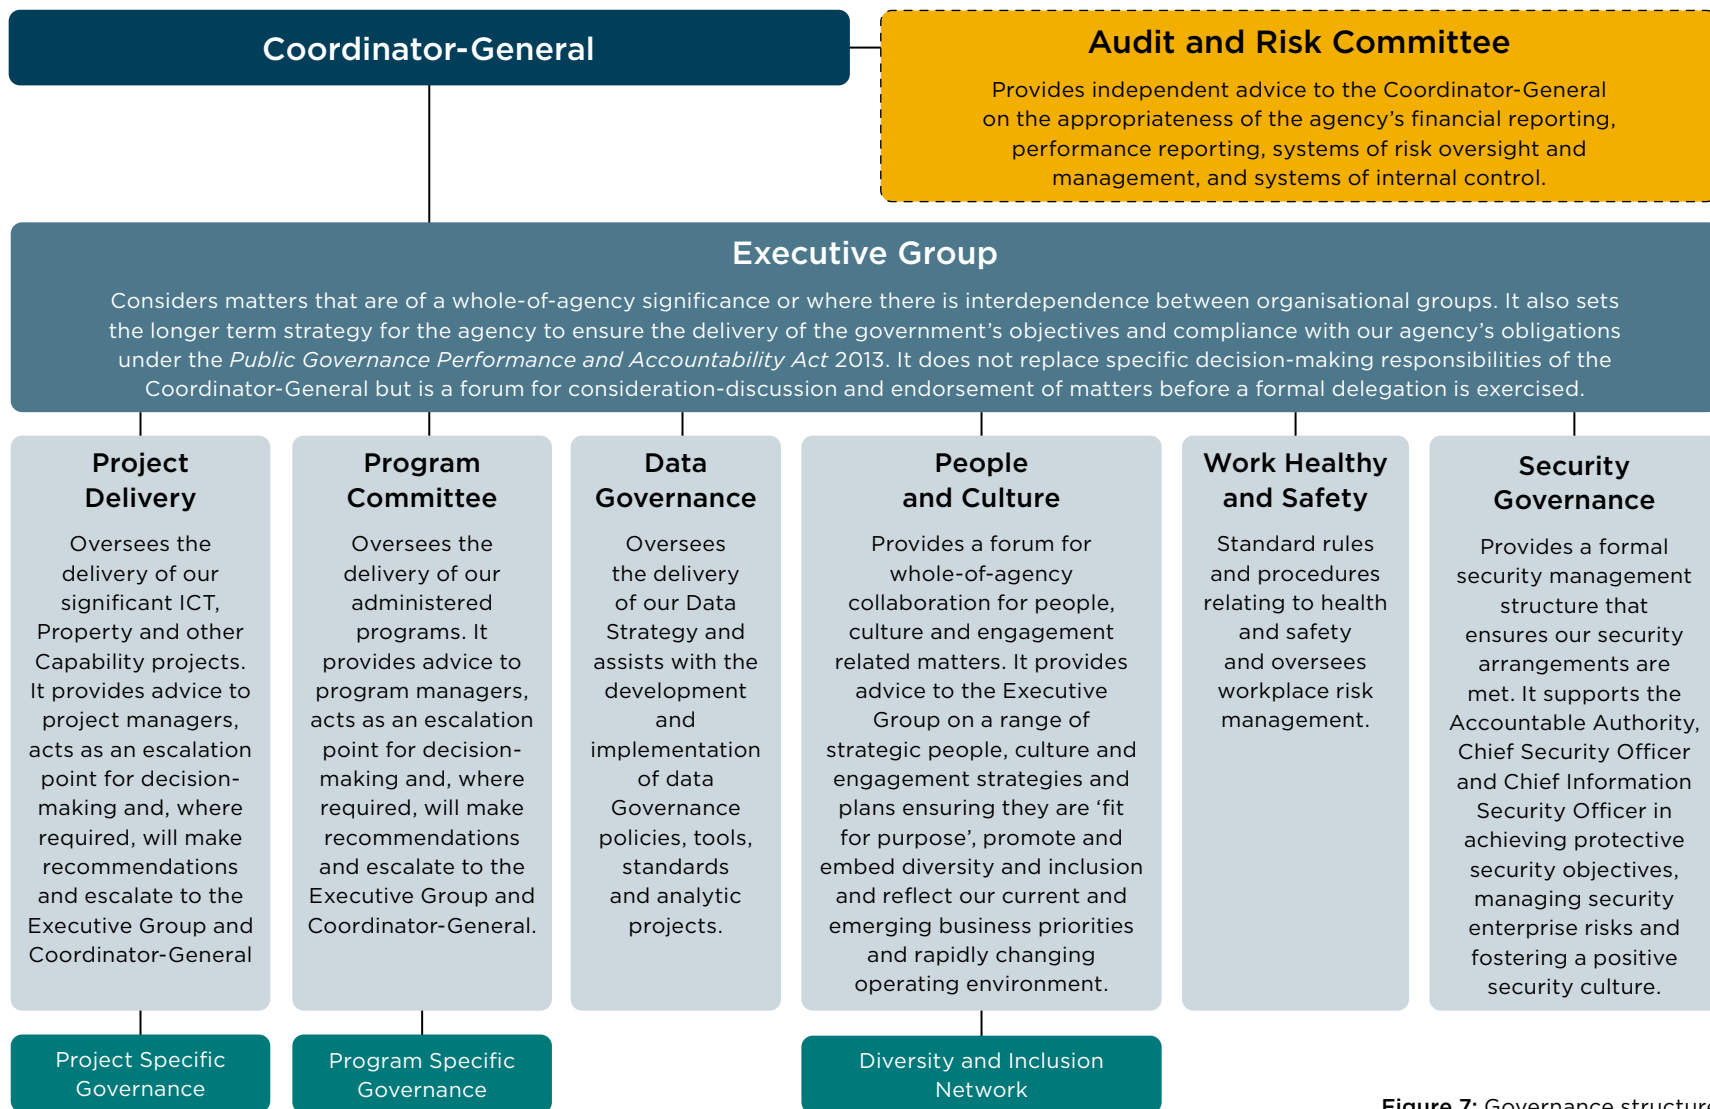 Coordinator-General
Audit and Risk Committee
Provides independent advice to the Coordinator-General
on the appropriateness of the agency’s financial reporting,
performance reporting, systems of risk oversight and
management, and systems of internal control.
Executive Group
Considers matters that are of a whole-of-agency significance or where there is interdependence between organisational groups. It also sets
the longer term strategy for the agency to ensure the delivery of the government’s objectives and compliance with our agency’s obligations
under the Public Governance Performance and Accountability Act 2013. It does not replace specific decision-making responsibilities of the
Coordinator-General but is a forum for consideration-discussion and endorsement of matters before a formal delegation is exercised.
Project
Delivery
Oversees the
delivery of our
significant ICT,
Property and other
Capability projects.
It provides advice to
project managers,
acts as an escalation
point for decision-
making and, where
required, will make
recommendations
and escalate to the
Executive Group and
Coordinator-General
Project Specific
Governance
Program
Committee
Oversees the
delivery of our
administered
programs. It
provides advice to
program managers,
acts as an escalation
point for decision-
making and, where
required, will make
recommendations
and escalate to the
Executive Group and
Coordinator-General.
Program Specific
Governance
Data
Governance
Oversees
the delivery
of our Data
Strategy and
assists with the
development
and
implementation
of data
Governance
policies, tools,
standards
and analytic
projects.
People
and Culture
Provides a forum for
whole-of-agency
collaboration for people,
culture and engagement
related matters. It provides
advice to the Executive
Group on a range of
strategic people, culture and
engagement strategies and
plans ensuring they are ‘fit
for purpose’, promote and
embed diversity and inclusion
and reflect our current and
emerging business priorities
and rapidly changing
operating environment.
Diversity and Inclusion
Network
Work Healthy
and Safety
Standard rules
and procedures
relating to health
and safety
and oversees
workplace risk
management.
Security
Governance
Provides a formal
security management
structure that
ensures our security
arrangements are
met. It supports the
Accountable Authority,
Chief Security Officer
and Chief Information
Security Officer in
achieving protective
security objectives,
managing security
enterprise risks and
fostering a positive
security culture.
Figure 7: Governance structure